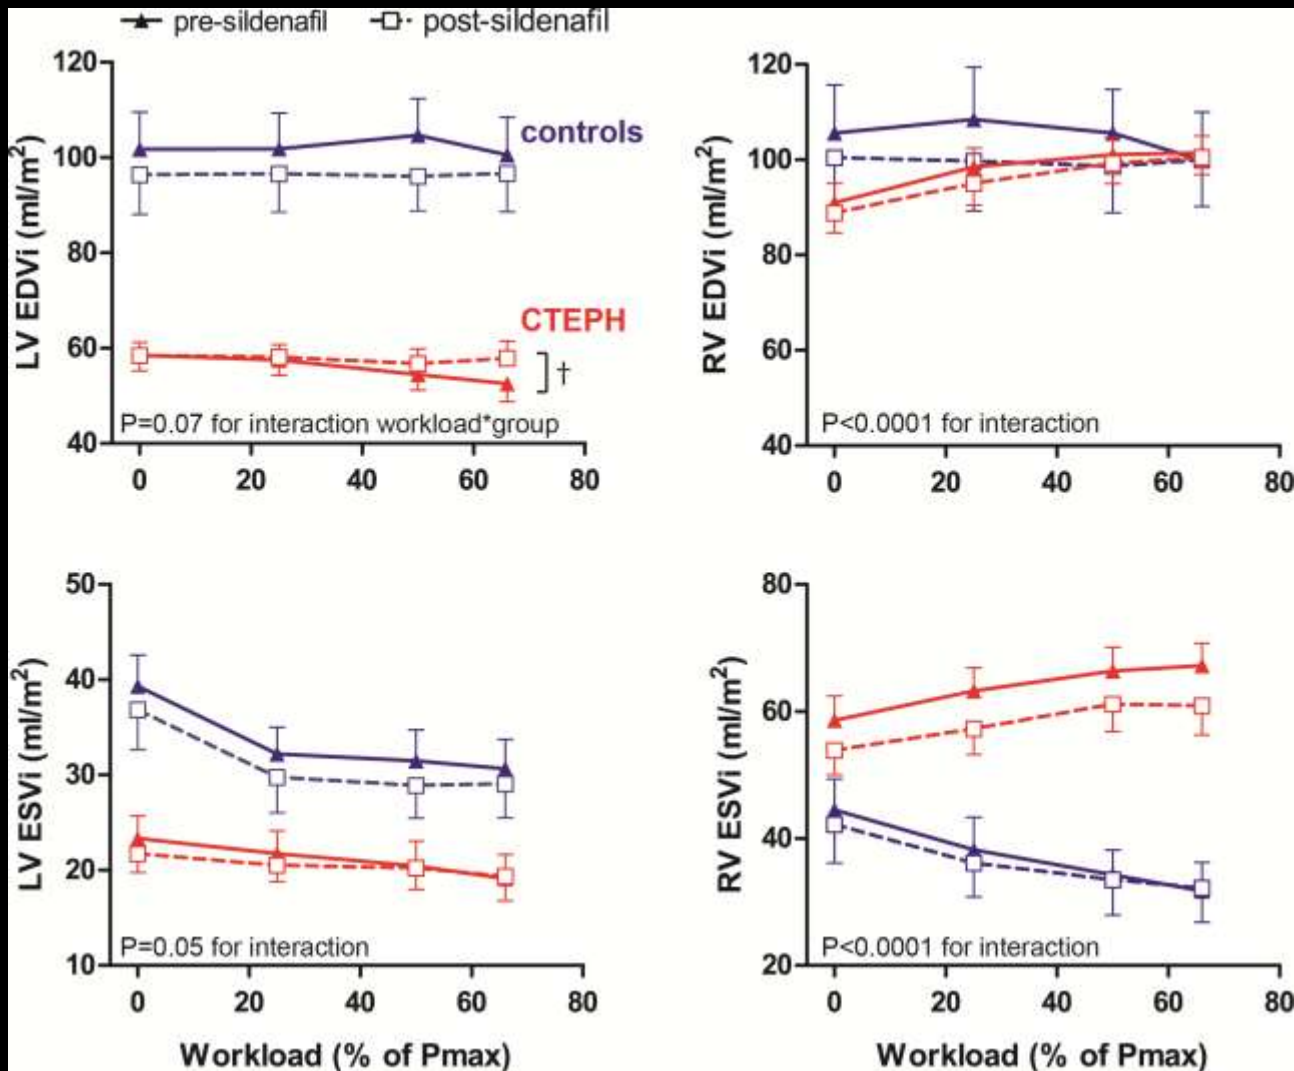 pre-sildenafil post-sildenafil
120
100
80
60
40
LV EDVi (ml/m²)
controls
CTEPH
†
P=0.07 for interaction workload*group
0 20 40 60 80
120
100
80
60
40
RV EDVi (ml/m²)
P<0.0001 for interaction
0 20 40 60 80
50
40
30
20
10
LV ESVi (ml/m²)
P=0.05 for interaction
0 20 40 60 80
Workload (% of Pmax)
80
60
40
20
RV ESVi (ml/m²)
P<0.0001 for interaction
0 20 40 60 80
Workload (% of Pmax)